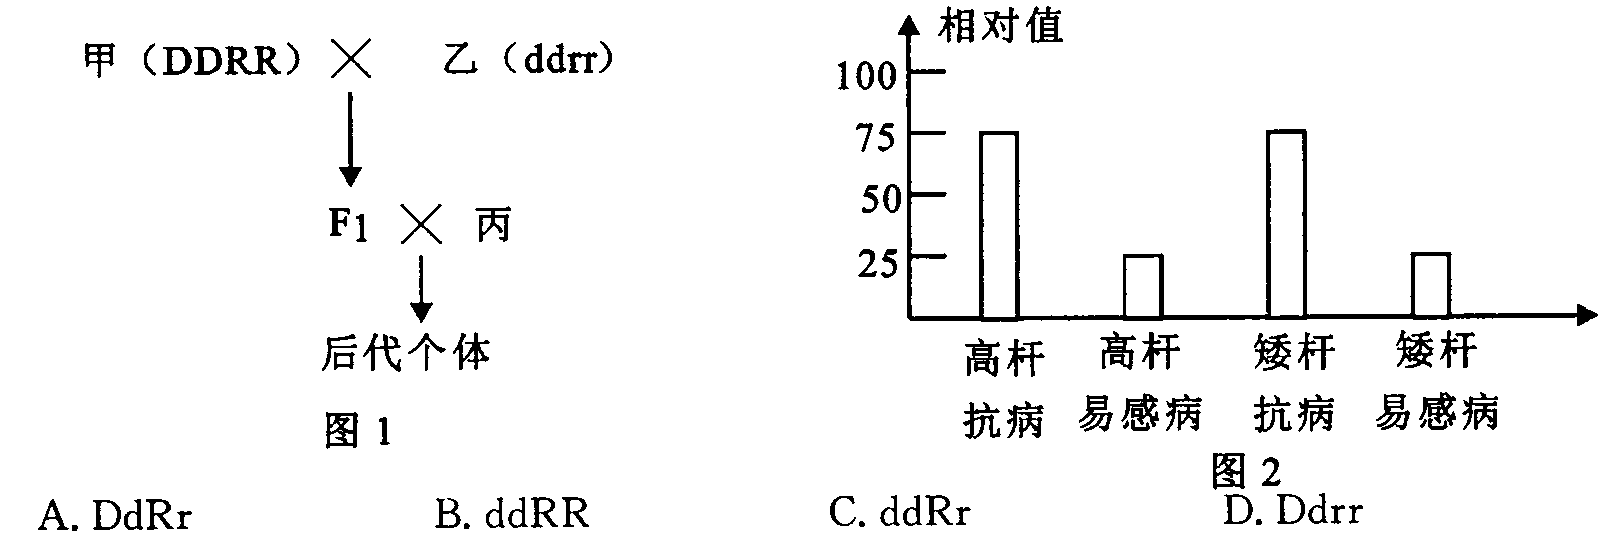 甲（DDRR）× 乙（ddrr）
F1 × 丙
后代个体
图 1
相对值
100
75
50
25
高杆 高杆 矮杆 矮杆
抗病 易感病 抗病 易感病
图 2
A. DdRr B. ddRR C. ddRr D. Ddrr